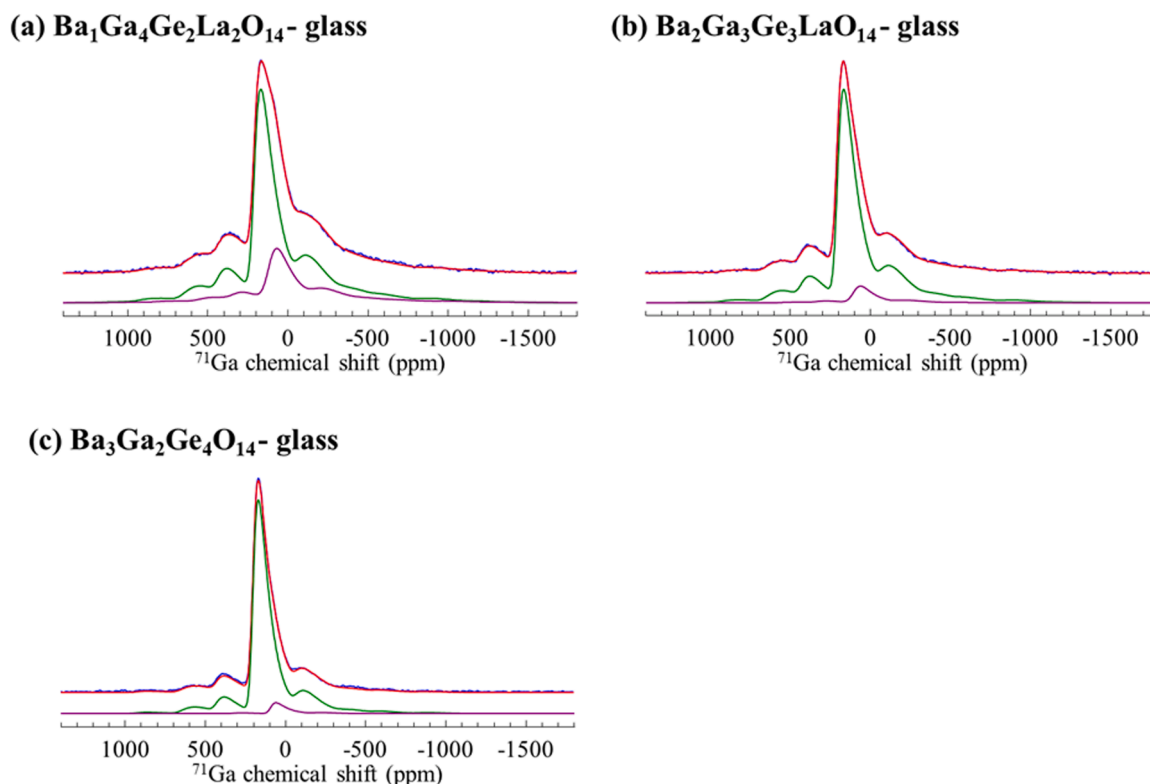 (a) Ba₁Ga₄Ge₂La₂O₁₄- glass
(b) Ba₂Ga₃Ge₃LaO₁₄- glass
1000 500 0 -500 -1000 -1500
1000 500 0 -500 -1000 -1500
⁷¹Ga chemical shift (ppm)
⁷¹Ga chemical shift (ppm)
(c) Ba₃Ga₂Ge₄O₁₄- glass
1000 500 0 -500 -1000 -1500
⁷¹Ga chemical shift (ppm)